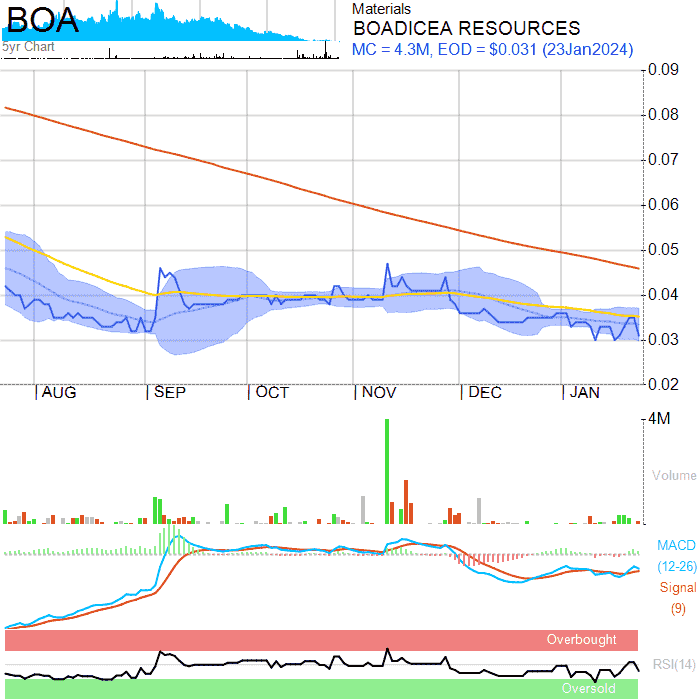 BOA
5yr Chart
Materials
BOADICEA RESOURCES
MC = 4.3M, EOD = $0.031 (23Jan2024)
0.09
0.08
0.07
0.06
0.05
0.04
0.03
0.02
AUG SEP OCT NOV DEC JAN
4M
Volume
MACD
(12-26)
Signal
(9)
Overbought
RSI(14)
Oversold